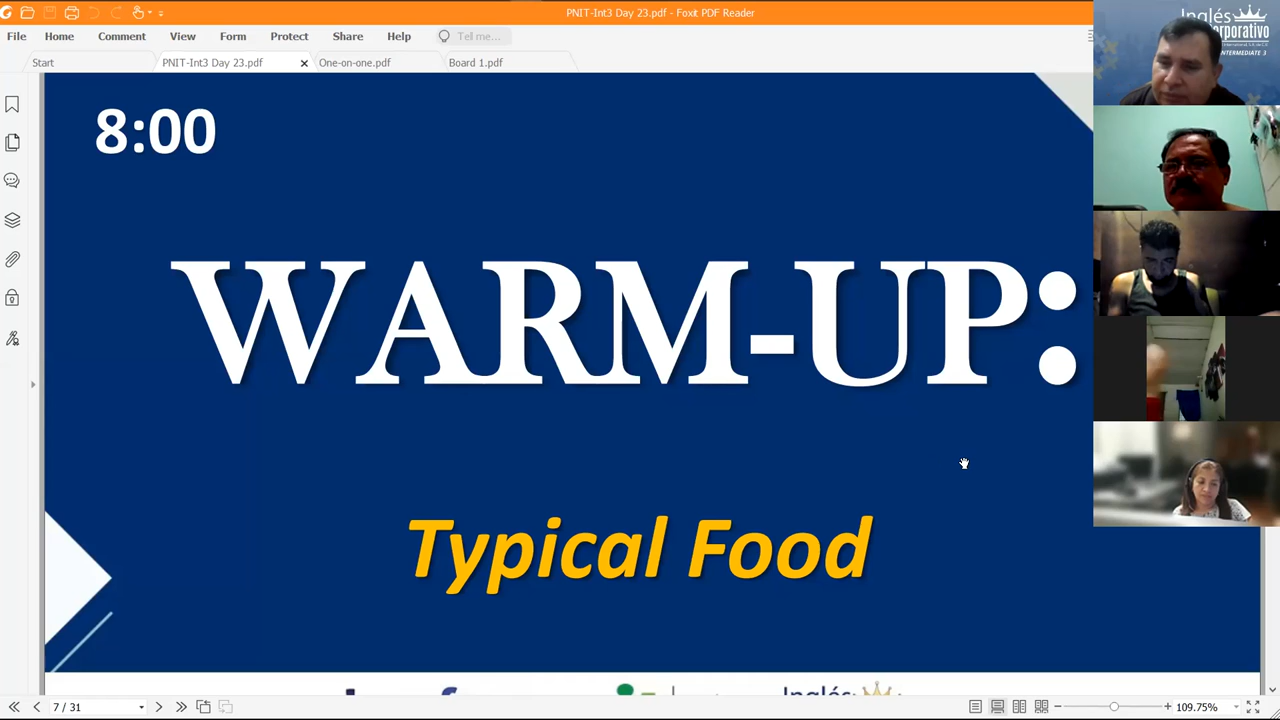 PNIT-Int3 Day 23.pdf - Foxit PDF Reader
File Home Comment View Form Protect Share Help Tell me...
Start PNIT-Int3 Day 23.pdf One-on-one.pdf Board 1.pdf
Inglés
rporativo
INTERMEDIATE 3
8:00
WARM-UP:
Typical Food
Inglés
7 / 31
109.75%